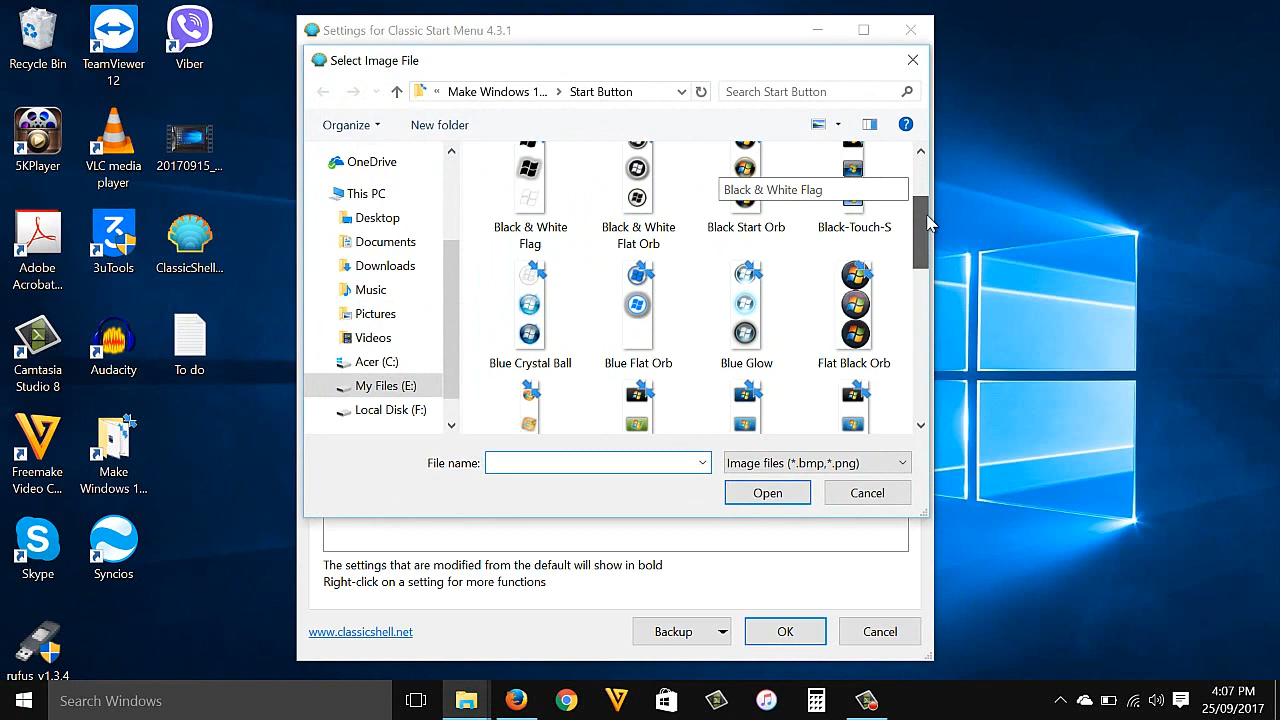 Recycle Bin
TeamViewer
12
Viber
5KPlayer
VLC media
player
20170915_...
Adobe
Acrobat...
3uTools
ClassicShell...
Camtasia
Studio 8
Audacity
To do
Freemake
Video C...
Make
Windows 1...
Skype
Syncios
rufus_v1.3.4
Settings for Classic Start Menu 4.3.1
Select Image File
« Make Windows 1... > Start Button
Search Start Button
Organize
New folder
OneDrive
This PC
Desktop
Documents
Downloads
Music
Pictures
Videos
Acer (C:)
My Files (E:)
Local Disk (F:)
Black & White Flag
Black & White
Flag
Black & White
Flat Orb
Black Start Orb
Black-Touch-S
Blue Crystal Ball
Blue Flat Orb
Blue Glow
Flat Black Orb
File name:
Image files (*.bmp,*.png)
Open
Cancel
The settings that are modified from the default will show in bold
Right-click on a setting for more functions
www.classicshell.net
Backup
OK
Cancel
Search Windows
4:07 PM
25/09/2017